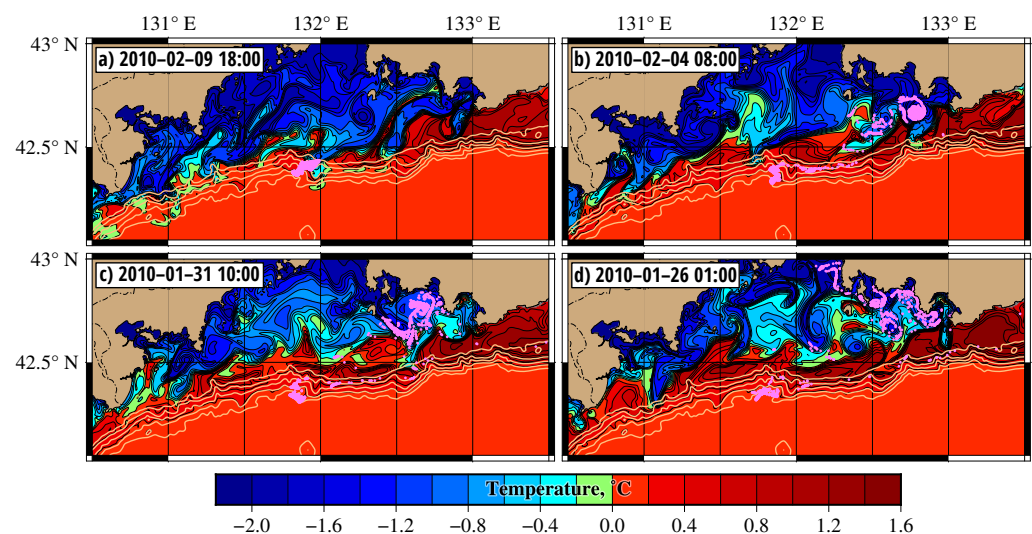 131° E 132° E 133° E 131° E 132° E 133° E
43° N
a) 2010−02−09 18:00 b) 2010−02−04 08:00
42.5° N
43° N
c) 2010−01−31 10:00 d) 2010−01−26 01:00
42.5° N
Temperature, °C
−2.0 −1.6 −1.2 −0.8 −0.4 0.0 0.4 0.8 1.2 1.6